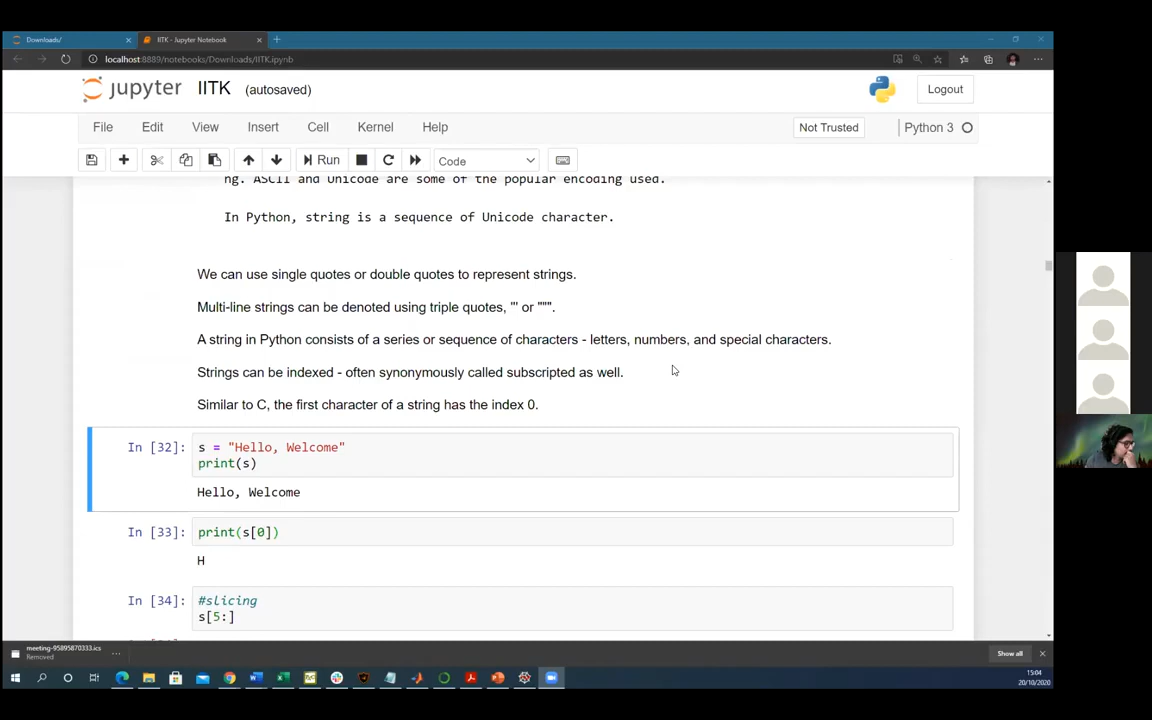 Downloads/
IITK - Jupyter Notebook
localhost:8889/notebooks/Downloads/IITK.ipynb
jupyter IITK (autosaved)
Logout
File Edit View Insert Cell Kernel Help
Not Trusted
Python 3
Run
Code
ng. ASCII and Unicode are some of the popular encoding used.
In Python, string is a sequence of Unicode character.
We can use single quotes or double quotes to represent strings.
Multi-line strings can be denoted using triple quotes, ''' or """.
A string in Python consists of a series or sequence of characters - letters, numbers, and special characters.
Strings can be indexed - often synonymously called subscripted as well.
Similar to C, the first character of a string has the index 0.
In [32]: s = "Hello, Welcome"
print(s)
Hello, Welcome
In [33]: print(s[0])
H
In [34]: #slicing
s[5:]
meeting-95895870333.ics
Removed
Show all
15:04
20/10/2020